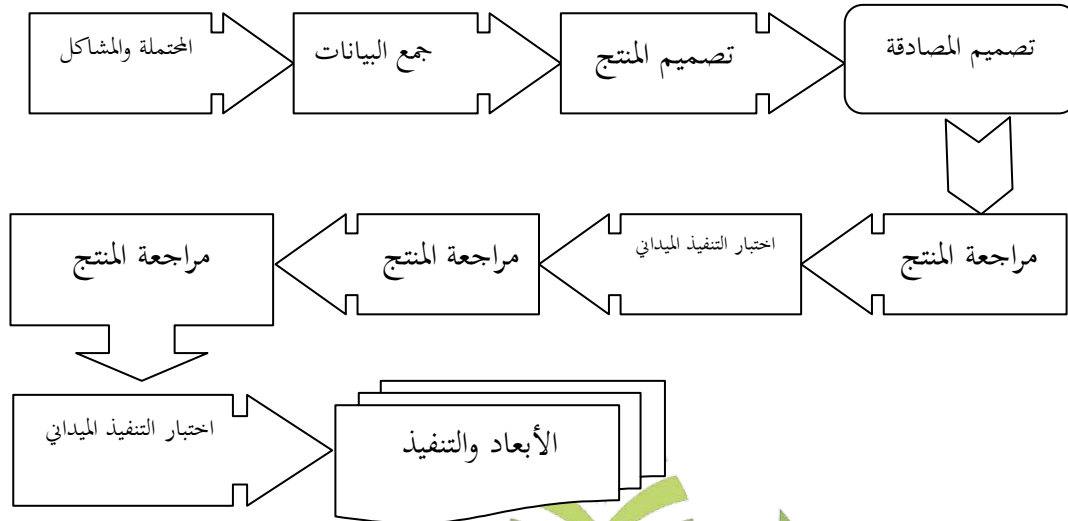 المحتملة والمشاكل
جمع البيانات
تصميم المنتج
تصميم المصادقة
مراجعة المنتج
اختبار التنفيذ الميداني
مراجعة المنتج
مراجعة المنتج
اختبار التنفيذ الميداني
الأبعاد والتنفيذ